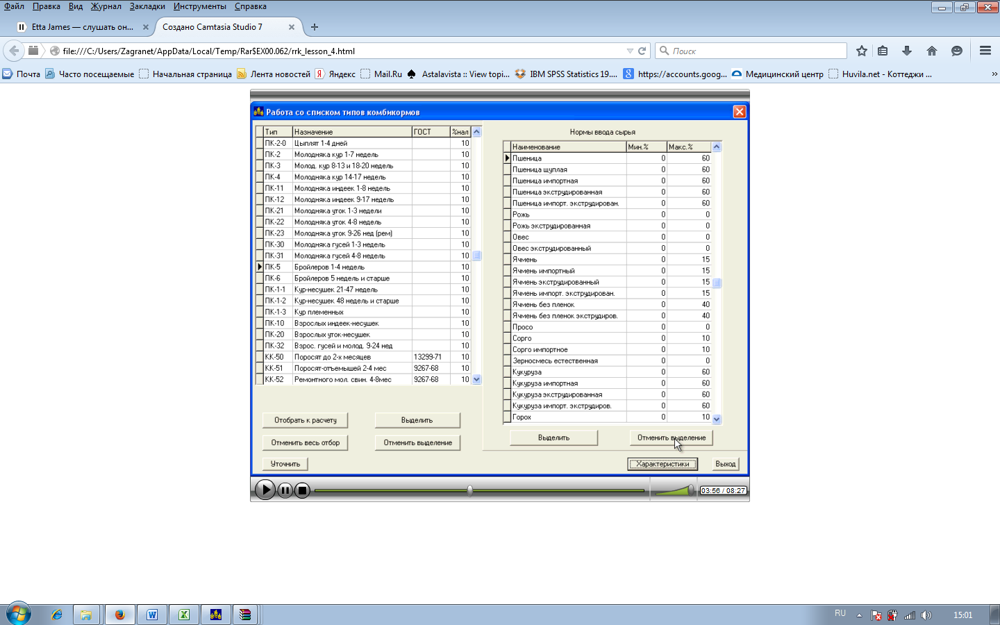 Файл Правка Вид Журнал Закладки Инструменты Справка
Etta James — слушать он... Создано Camtasia Studio 7
file:///C:/Users/Zagranet/AppData/Local/Temp/Rar$EX00.062/rrk_lesson_4.html Поиск
Почта Часто посещаемые Начальная страница Лента новостей Яндекс Mail.Ru Astalavista :: View topi... IBM SPSS Statistics 19.... https://accounts.goog... Медицинский центр Huvila.net - Коттеджи ...
Работа со списком типов комбикормов
Тип Назначение ГОСТ %нал
ПК-2-0 Цыплят 1-4 дней 10
ПК-2 Молодняка кур 1-7 недель 10
ПК-3 Молод. кур 8-13 и 18-20 недель 10
ПК-4 Молодняка кур 14-17 недель 10
ПК-11 Молодняка индеек 1-8 недель 10
ПК-12 Молодняка индеек 9-17 недель 10
ПК-21 Молодняка уток 1-3 недели 10
ПК-22 Молодняка уток 4-8 недель 10
ПК-23 Молодняка уток 9-26 нед (рем) 10
ПК-30 Молодняка гусей 1-3 недель 10
ПК-31 Молодняка гусей 4-8 недель 10
ПК-5 Бройлеров 1-4 недель 10
ПК-6 Бройлеров 5 недель и старше 10
ПК-1-1 Кур-несушек 21-47 недель 10
ПК-1-2 Кур-несушек 48 недель и старше 10
ПК-1-3 Кур племенных 10
ПК-10 Взрослых индеек-несушек 10
ПК-20 Взрослых уток-несушек 10
ПК-32 Взрос. гусей и молод. 9-24 нед 10
КК-50 Поросят до 2-х месяцев 13299-71 10
КК-51 Поросят-отъемышей 2-4 мес 9267-68 10
КК-52 Ремонтного мол. свин. 4-8мес 9267-68 10
Отобрать к расчету Выделить
Отменить весь отбор Отменить выделение
Уточнить
Нормы ввода сырья
Наименование Мин.% Макс.%
Пшеница 0 60
Пшеница щуплая 0 60
Пшеница импортная 0 60
Пшеница экструдированная 0 60
Пшеница импорт. экструдирован. 0 60
Рожь 0 0
Рожь экструдированная 0 0
Овес 0 0
Овес экструдированный 0 0
Ячмень 0 15
Ячмень импортный 0 15
Ячмень экструдированный 0 15
Ячмень импорт. экструдирован. 0 15
Ячмень без пленок 0 40
Ячмень без пленок экструдиров. 0 40
Просо 0 0
Сорго 0 10
Сорго импортное 0 10
Зерносмесь естественная 0 0
Кукуруза 0 60
Кукуруза импортная 0 60
Кукуруза экструдированная 0 60
Кукуруза импорт. экструдиров. 0 60
Горох 0 10
Выделить Отменить выделение
Характеристики Выход
03:56 / 08:27
RU 15:01